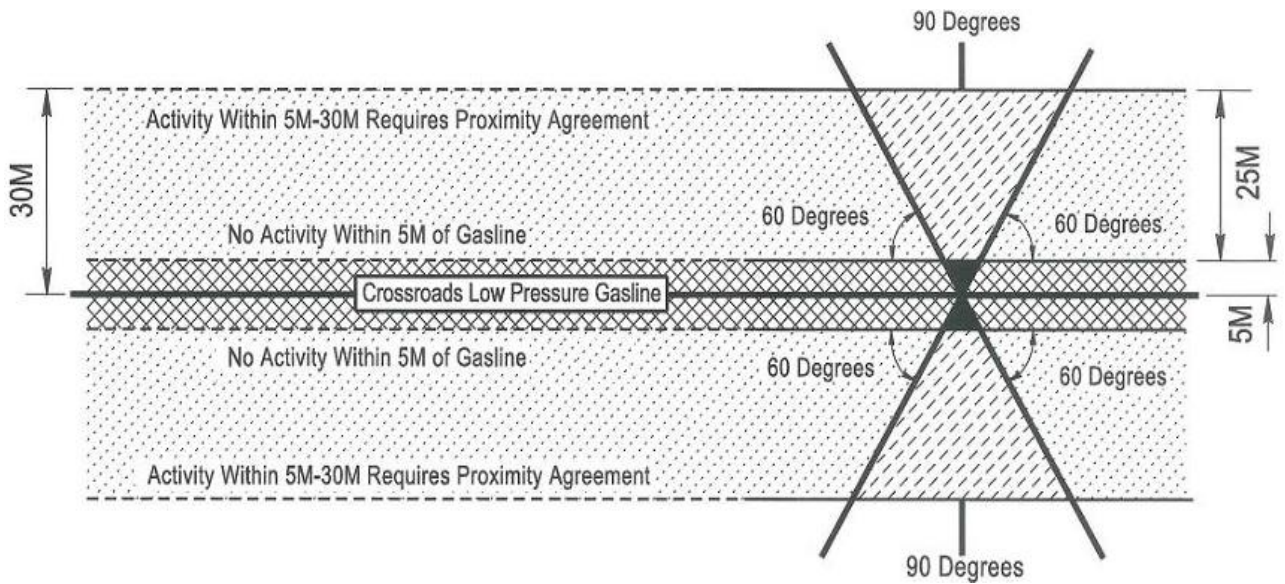 90 Degrees
Activity Within 5M-30M Requires Proximity Agreement
30M
25M
60 Degrees
60 Degrees
No Activity Within 5M of Gasline
Crossroads Low Pressure Gasline
5M
No Activity Within 5M of Gasline
60 Degrees
60 Degrees
Activity Within 5M-30M Requires Proximity Agreement
90 Degrees